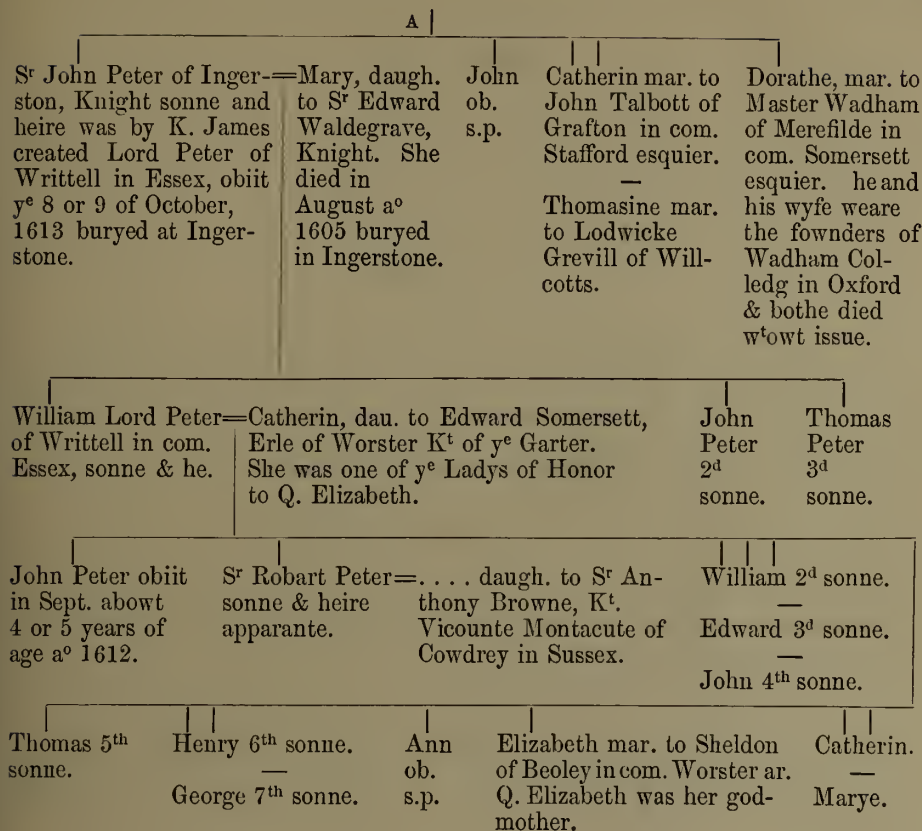 A
Sr John Peter of Inger-=
ston, Knight sonne and
heire was by K. James
created Lord Peter of
Writtell in Essex, obiit
ye 8 or 9 of October,
1613 buryed at Inger-
stone.
Mary, daugh.
to Sr Edward
Waldegrave,
Knight. She
died in
August ao
1605 buryed
in Ingerstone.
John
ob.
s.p.
Catherin mar. to
John Talbott of
Grafton in com.
Stafford esquier.
—
Thomasine mar.
to Lodwicke
Grevill of Will-
cotts.
Dorathe, mar. to
Master Wadham
of Merefilde in
com. Somersett
esquier. he and
his wyfe weare
the fownders of
Wadham Col-
ledg in Oxford
& bothe died
wtowt issue.
William Lord Peter=
of Writtell in com.
Essex, sonne & he.
Catherin, dau. to Edward Somersett,
Erle of Worster Kt of ye Garter.
She was one of ye Ladys of Honor
to Q. Elizabeth.
John
Peter
2d
sonne.
Thomas
Peter
3d
sonne.
John Peter obiit
in Sept. abowt
4 or 5 years of
age ao 1612.
Sr Robart Peter=
sonne & heire
apparante.
. . . . daugh. to Sr An-
thony Browne, Kt.
Vicounte Montacute of
Cowdrey in Sussex.
William 2d sonne.
—
Edward 3d sonne.
—
John 4th sonne.
Thomas 5th
sonne.
Henry 6th sonne.
—
George 7th sonne.
Ann
ob.
s.p.
Elizabeth mar. to Sheldon
of Beoley in com. Worster ar.
Q. Elizabeth was her god-
mother.
Catherin.
—
Marye.